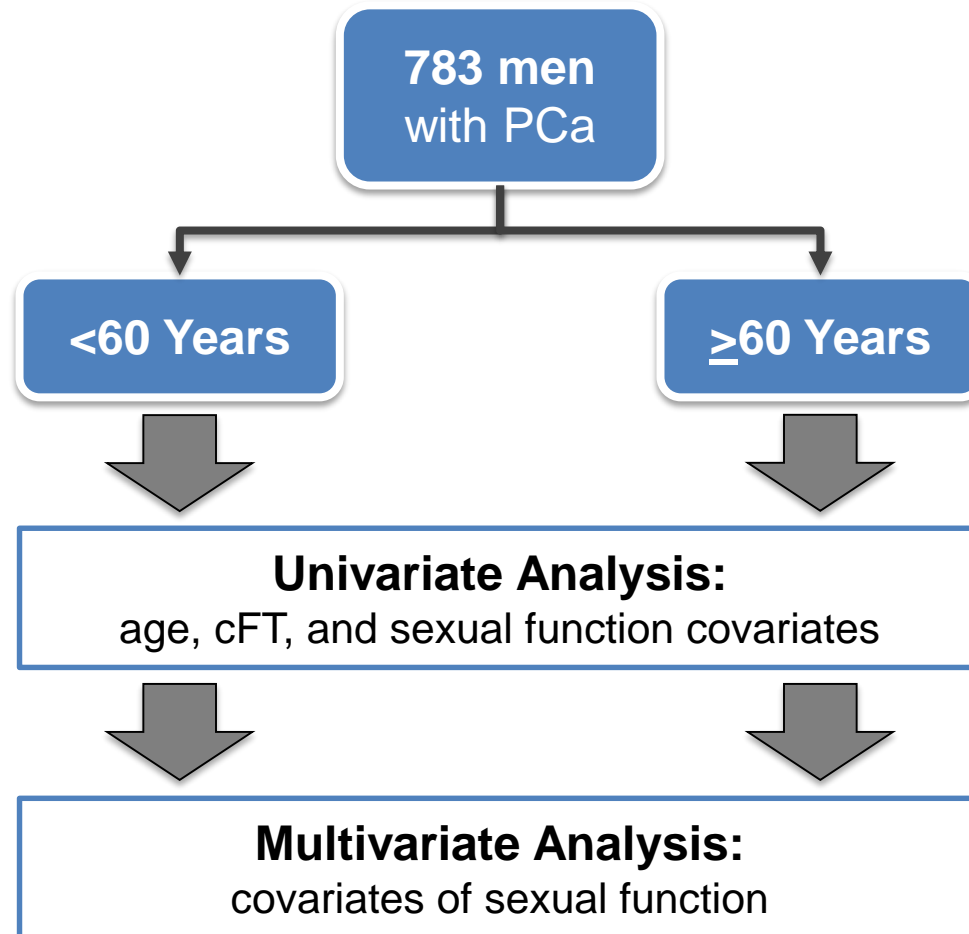 783 men
with PCa
<60 Years
≥60 Years
Univariate Analysis:
age, cFT, and sexual function covariates
Multivariate Analysis:
covariates of sexual function